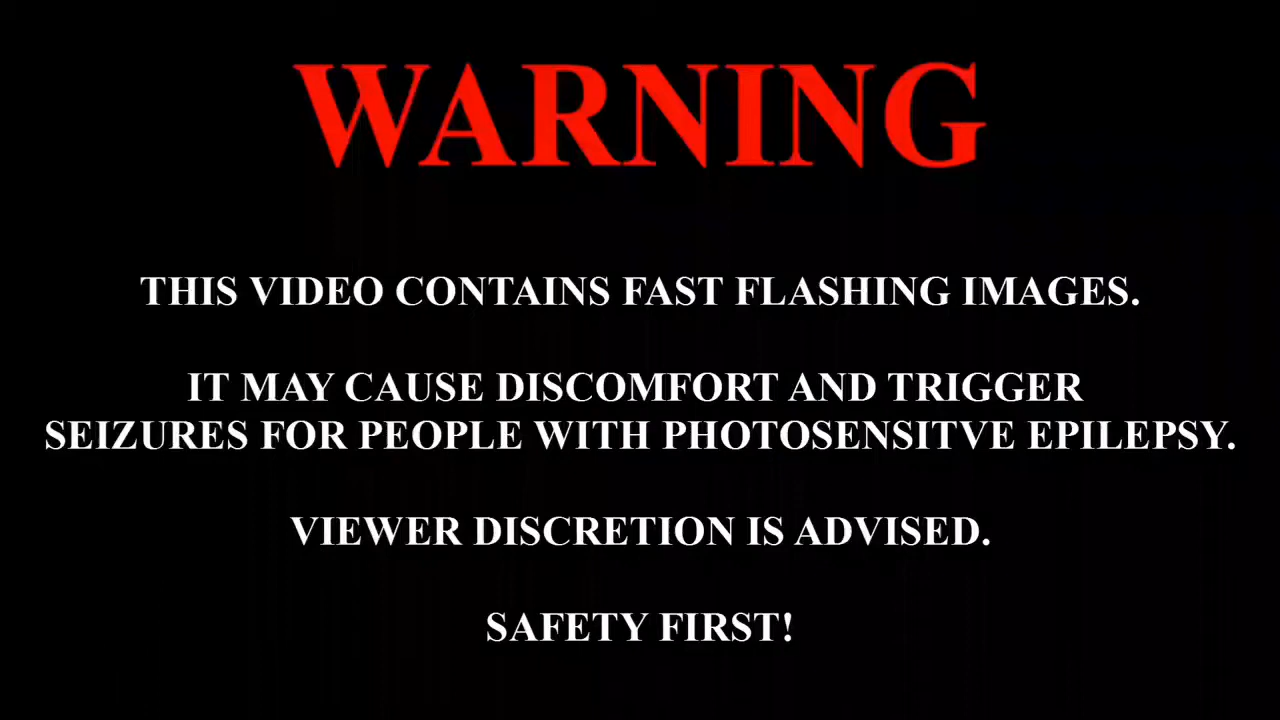 WARNING
THIS VIDEO CONTAINS FAST FLASHING IMAGES.
IT MAY CAUSE DISCOMFORT AND TRIGGER
SEIZURES FOR PEOPLE WITH PHOTOSENSITVE EPILEPSY.
VIEWER DISCRETION IS ADVISED.
SAFETY FIRST!